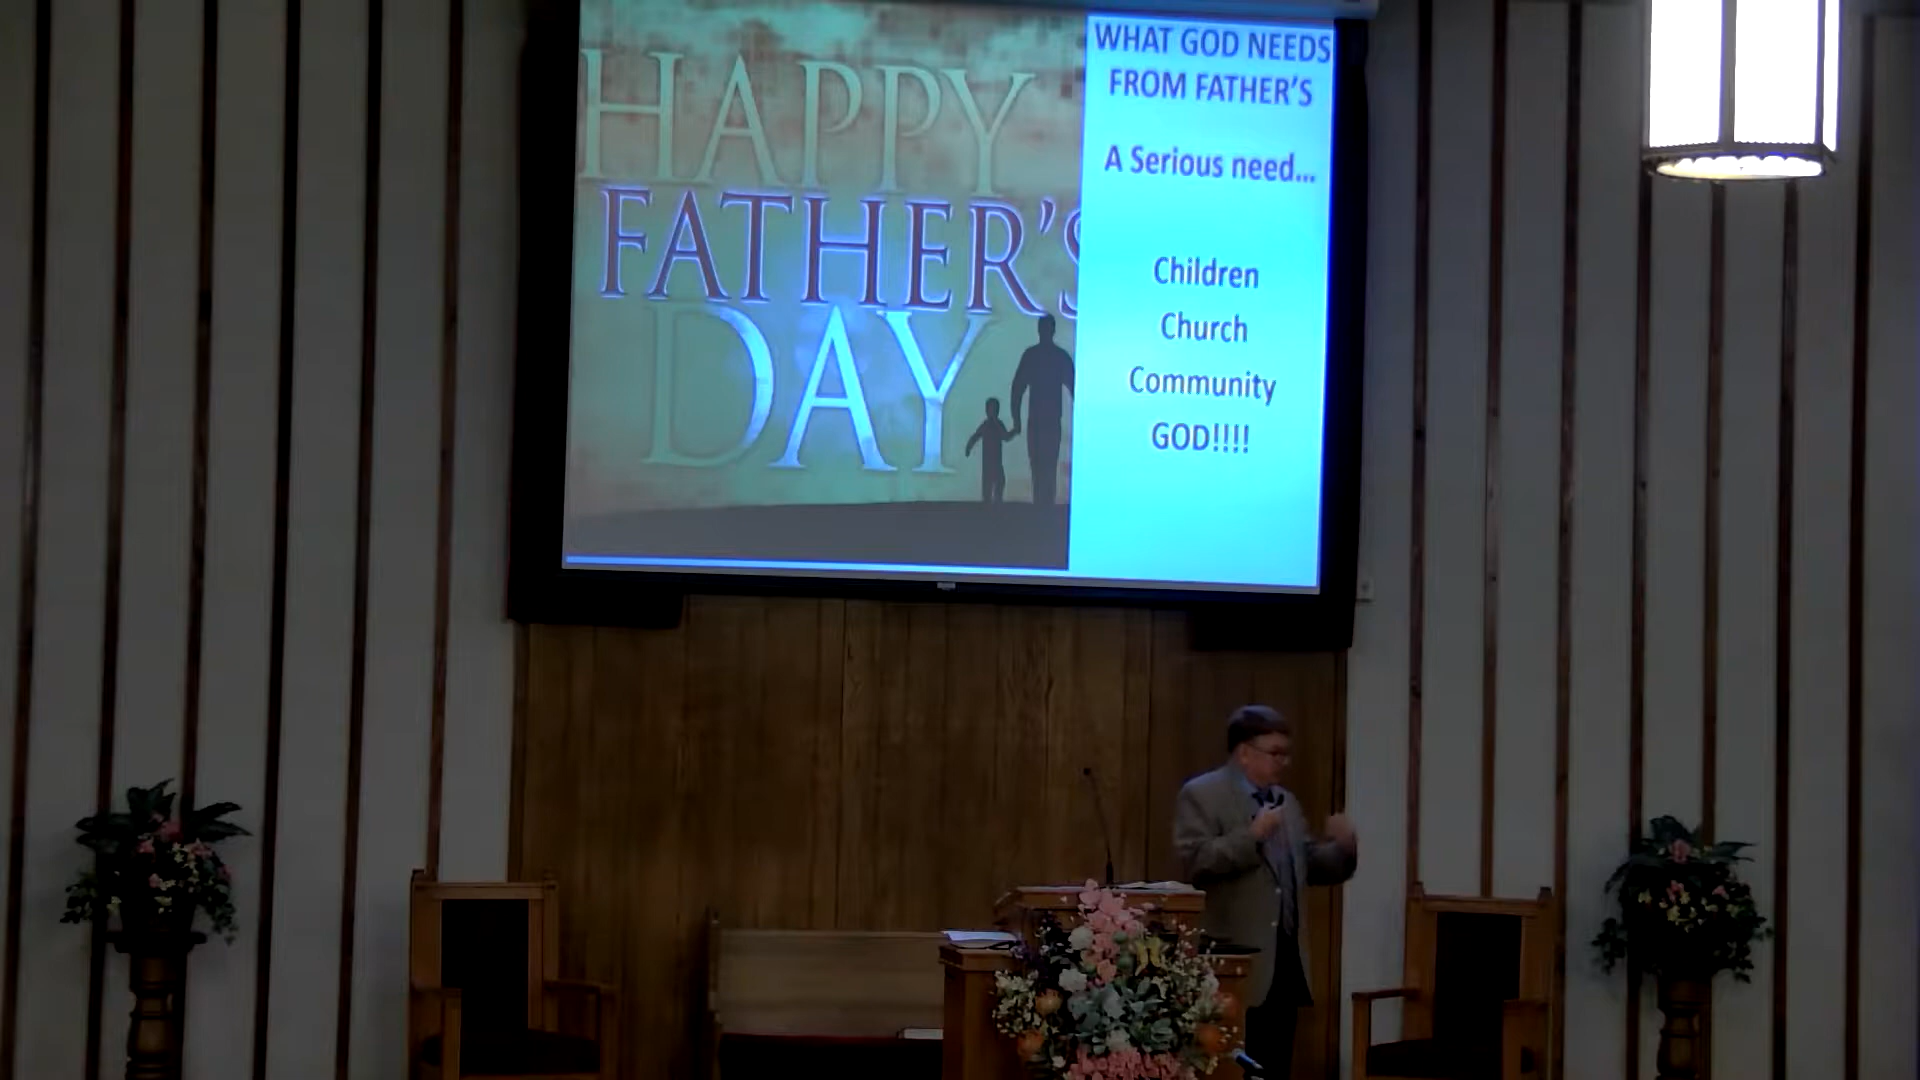 HAPPY
FATHER'S
DAY
WHAT GOD NEEDS
FROM FATHER'S
A Serious need...
Children
Church
Community
GOD!!!!